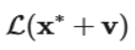 𝓛(𝐱* + 𝐯)